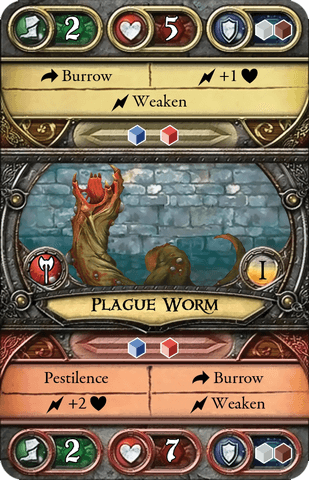 2 5
Burrow +1
Weaken
I
PLAGUE WORM
Pestilence Burrow
+2 Weaken
2 7